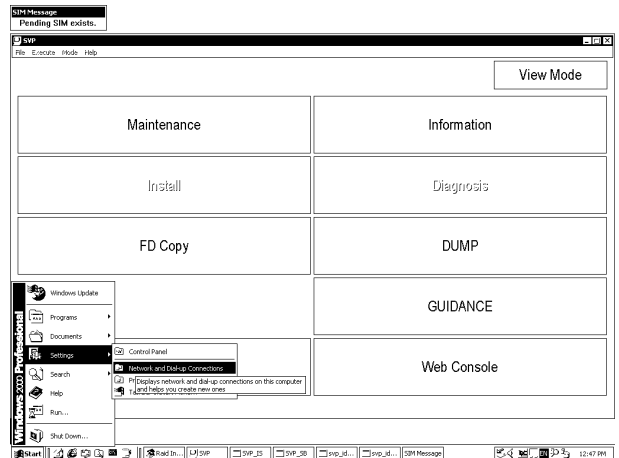 SIM Message
Pending SIM exists.
SVP
File Execute Mode Help
View Mode
Maintenance
Information
Install
Diagnosis
FD Copy
DUMP
GUIDANCE
Web Console
Windows 2000 Professional
Windows Update
Programs
Documents
Settings
Search
Help
Run...
Shut Down...
Control Panel
Network and Dial-up Connections
Displays network and dial-up connections on this computer
and helps you create new ones
Start
Raid In...
SVP
SVP_IS
SVP_SB
svp_id...
svp_id...
SIM Message
EN
12:47 PM